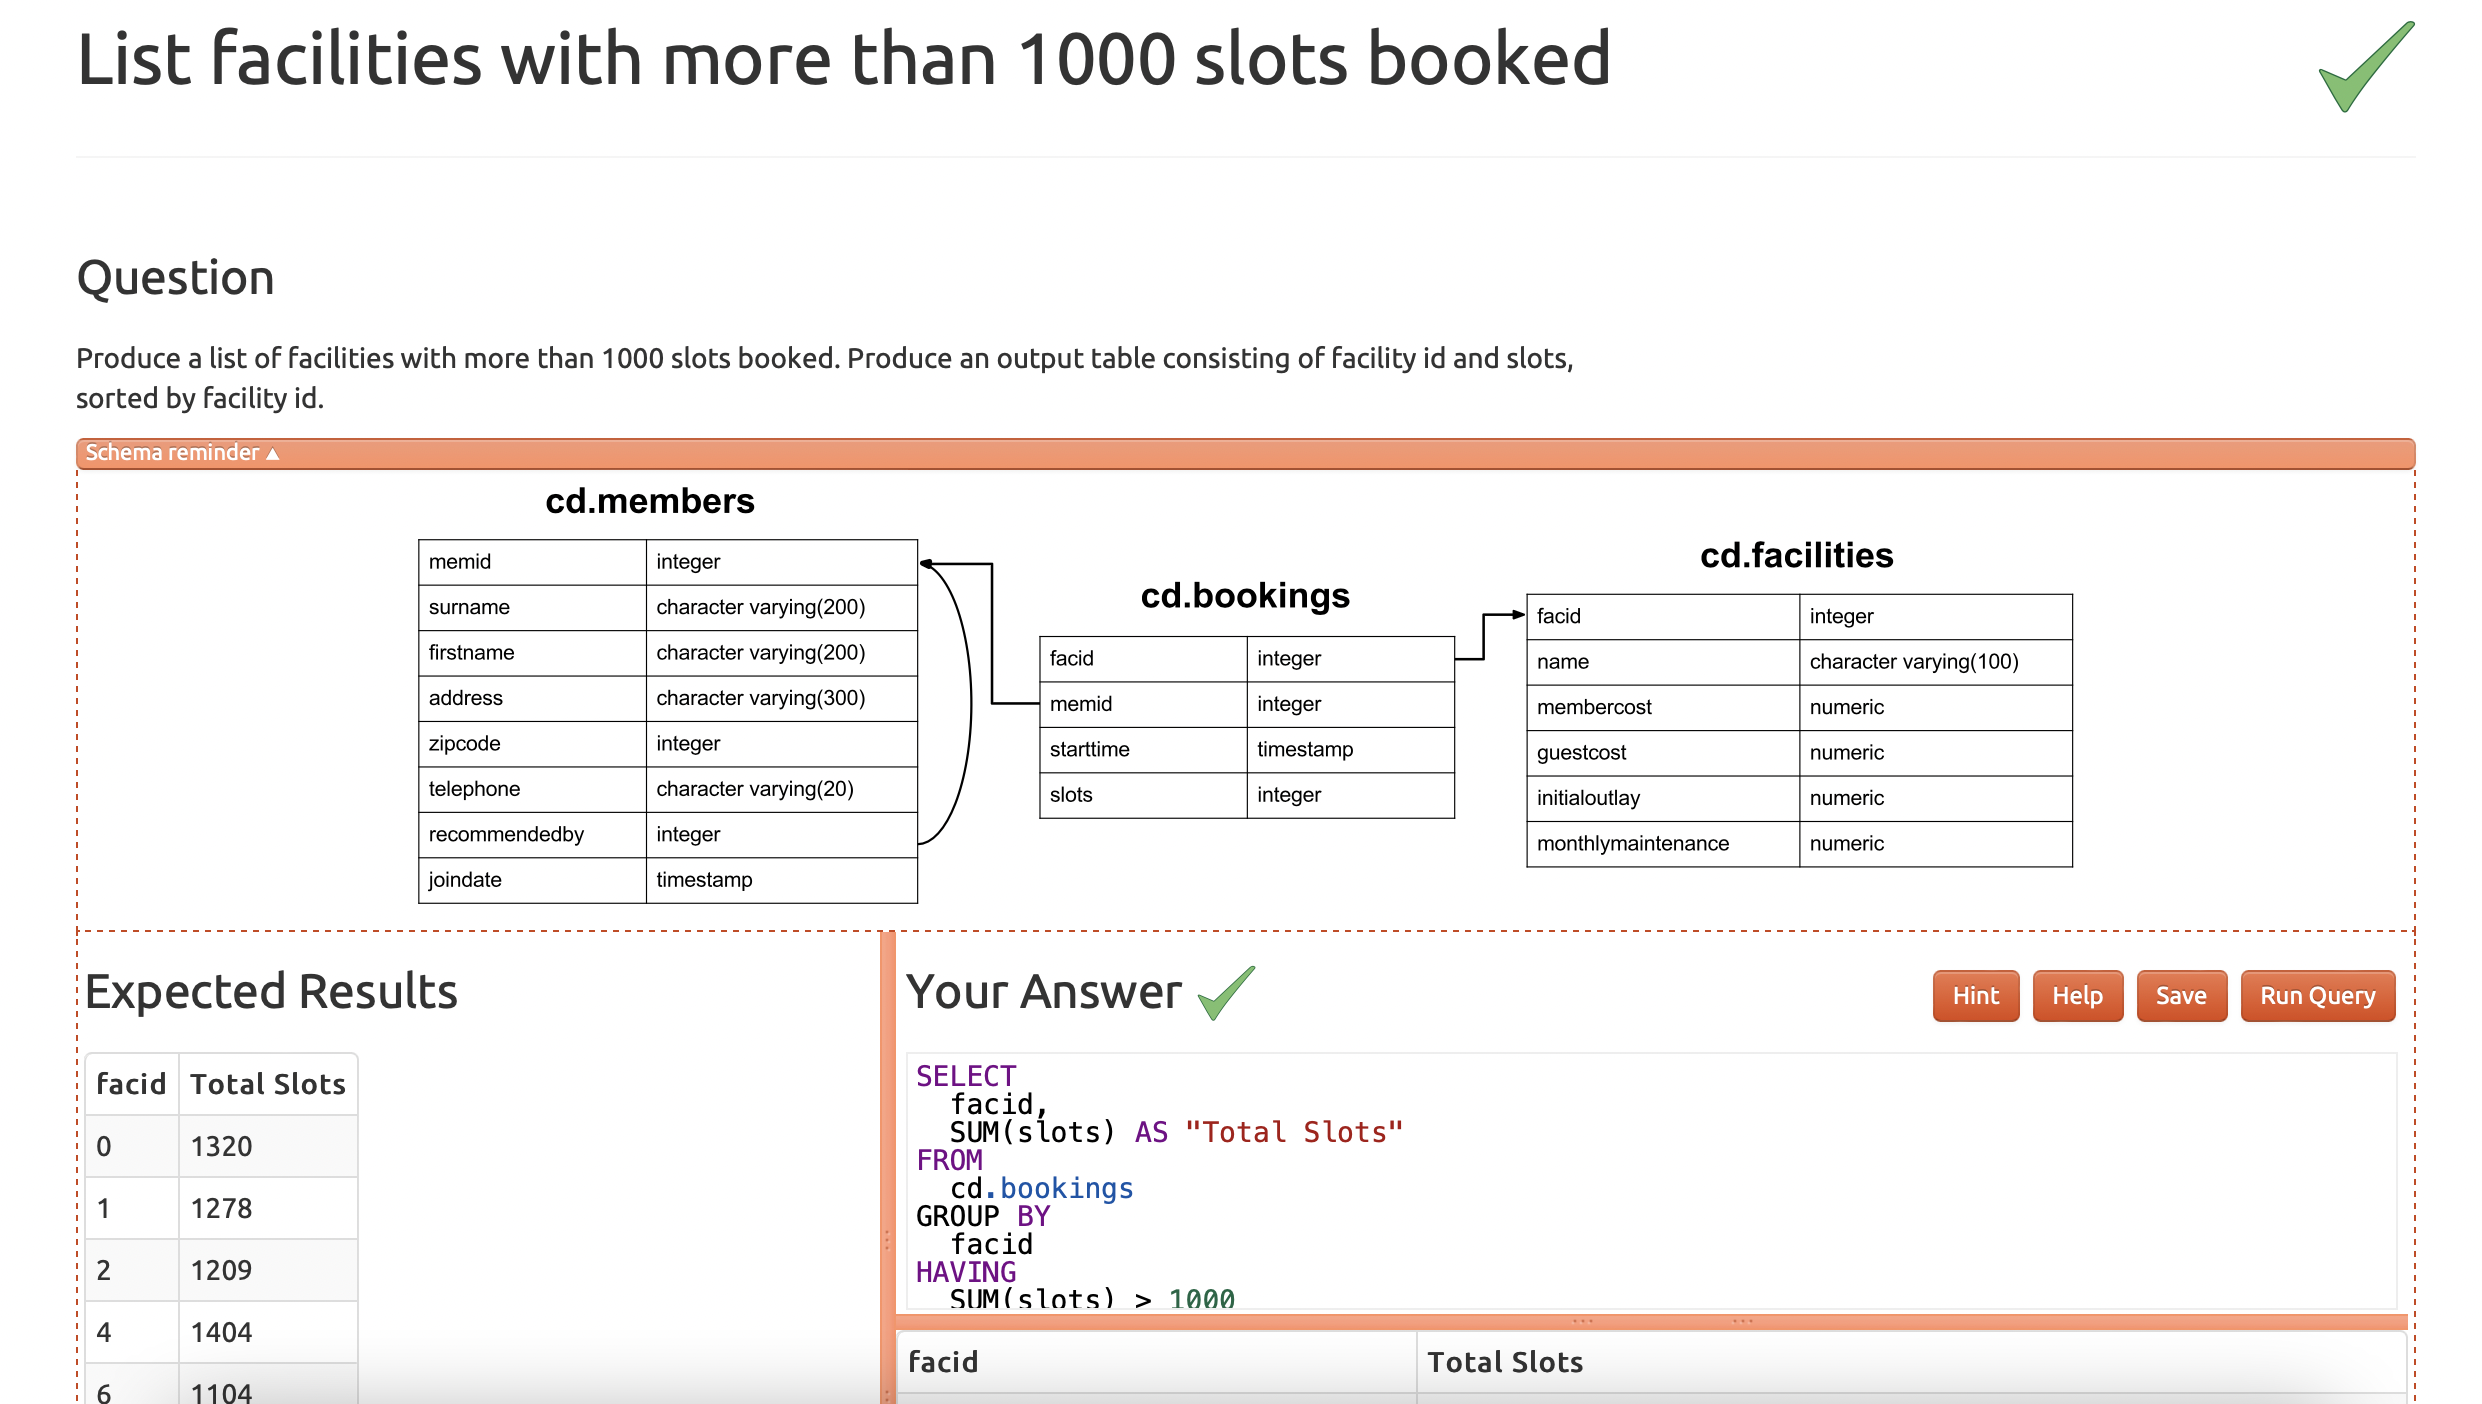 List facilities with more than 1000 slots booked
Question
Produce a list of facilities with more than 1000 slots booked. Produce an output table consisting of facility id and slots,
sorted by facility id.
Schema reminder ▲
cd.members
memid integer
surname character varying(200)
firstname character varying(200)
address character varying(300)
zipcode integer
telephone character varying(20)
recommendedby integer
joindate timestamp
cd.bookings
facid integer
memid integer
starttime timestamp
slots integer
cd.facilities
facid integer
name character varying(100)
membercost numeric
guestcost numeric
initialoutlay numeric
monthlymaintenance numeric
Expected Results
facid Total Slots
0 1320
1 1278
2 1209
4 1404
6 1104
Your Answer
Hint Help Save Run Query
SELECT
facid,
SUM(slots) AS "Total Slots"
FROM
cd.bookings
GROUP BY
facid
HAVING
SUM(slots) > 1000
facid Total Slots